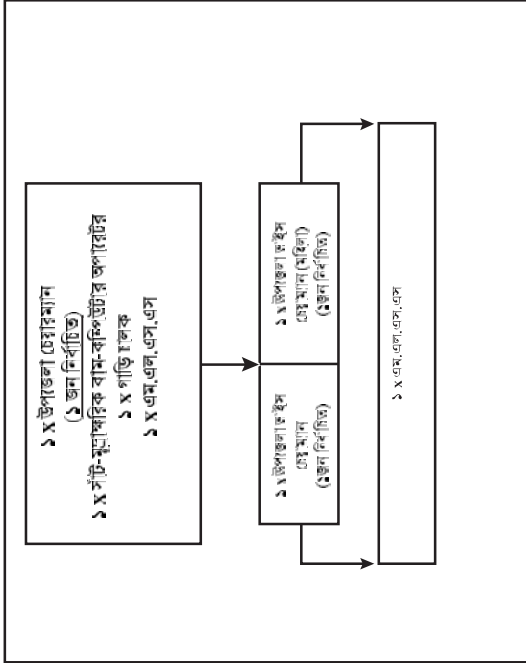 ১ x উপজেলা চেয়ারম্যান
(১ জন নির্বাচিত)
১ x সাঁট-মুদ্রাক্ষরিক কাম-কম্পিউটার অপারেটর
১ x গাড়ি চালক
১ x এম.এল.এস.এস
১ x উপজেলা ভাইস
চেয়ারম্যান
(১জন নির্বাচিত)
১ x উপজেলা ভাইস
চেয়ারম্যান (মহিলা)
(১জন নির্বাচিত)
১ x এম.এল.এস.এস